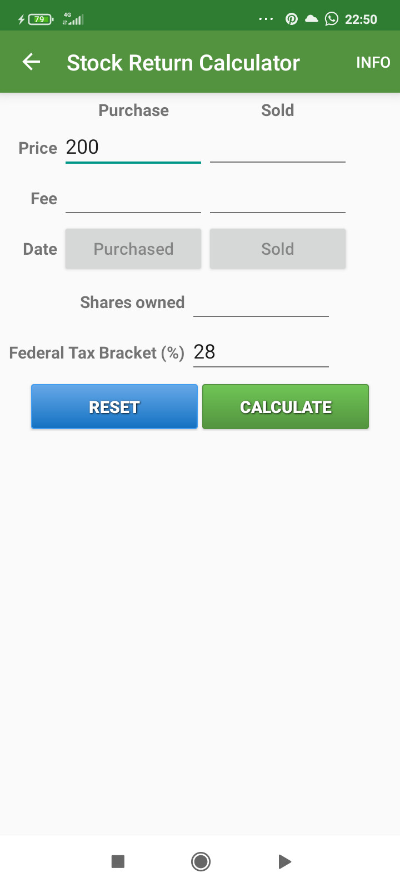 79 4G ... 22:50
Stock Return Calculator INFO
Purchase Sold
Price 200
Fee
Date Purchased Sold
Shares owned
Federal Tax Bracket (%) 28
RESET CALCULATE